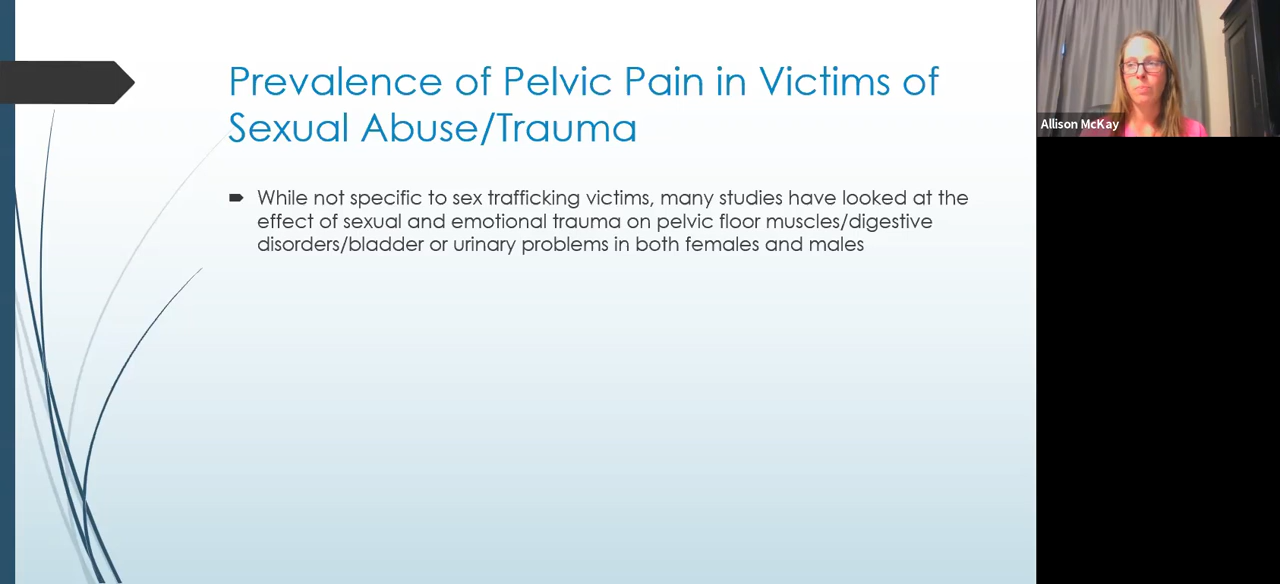 Prevalence of Pelvic Pain in Victims of
Sexual Abuse/Trauma
While not specific to sex trafficking victims, many studies have looked at the
effect of sexual and emotional trauma on pelvic floor muscles/digestive
disorders/bladder or urinary problems in both females and males
Allison McKay